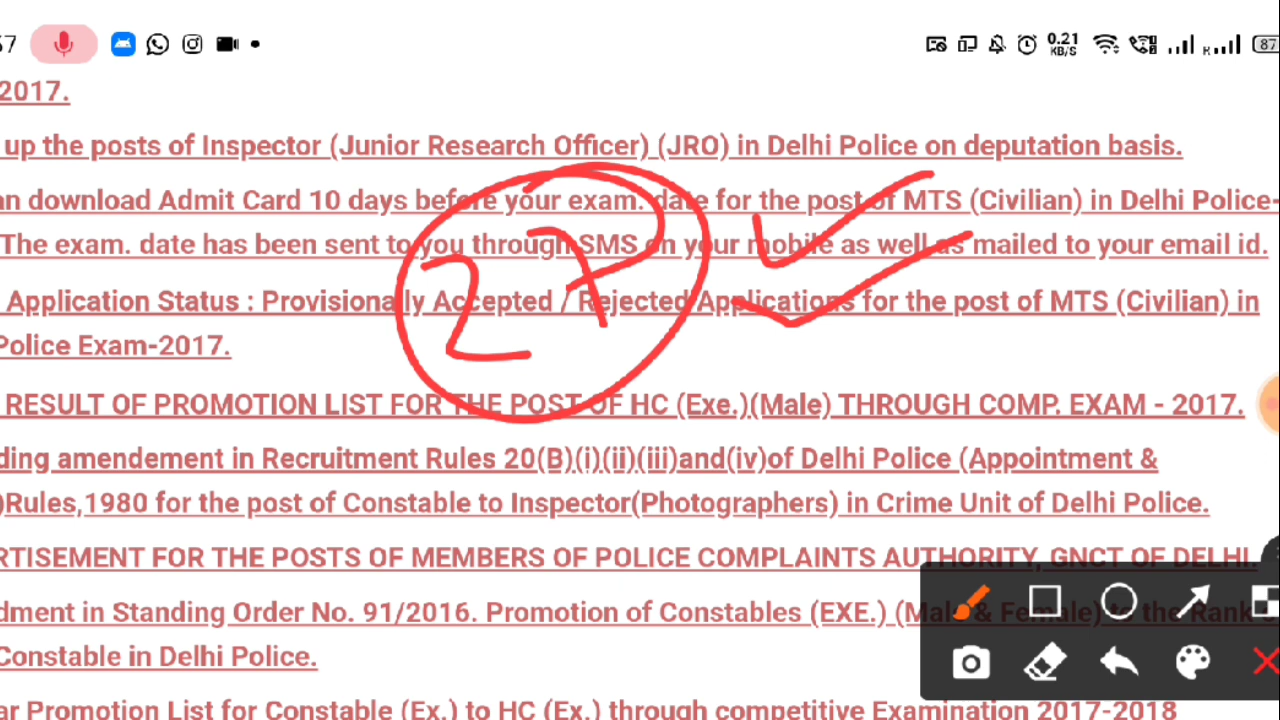 57 0.21 KB/S 87
2017.
up the posts of Inspector (Junior Research Officer) (JRO) in Delhi Police on deputation basis.
an download Admit Card 10 days before your exam. date for the post of MTS (Civilian) in Delhi Police-
The exam. date has been sent to you through SMS on your mobile as well as mailed to your email id.
27
Application Status : Provisionally Accepted / Rejected Applications for the post of MTS (Civilian) in
Police Exam-2017.
RESULT OF PROMOTION LIST FOR THE POST OF HC (Exe.)(Male) THROUGH COMP. EXAM - 2017.
ding amendement in Recruitment Rules 20(B)(i)(ii)(iii)and(iv)of Delhi Police (Appointment &
)Rules,1980 for the post of Constable to Inspector(Photographers) in Crime Unit of Delhi Police.
RTISEMENT FOR THE POSTS OF MEMBERS OF POLICE COMPLAINTS AUTHORITY, GNCT OF DELHI.
dment in Standing Order No. 91/2016. Promotion of Constables (EXE.) (Male & Female) to the Rank
Constable in Delhi Police.
ar Promotion List for Constable (Ex.) to HC (Ex.) through competitive Examination 2017-2018